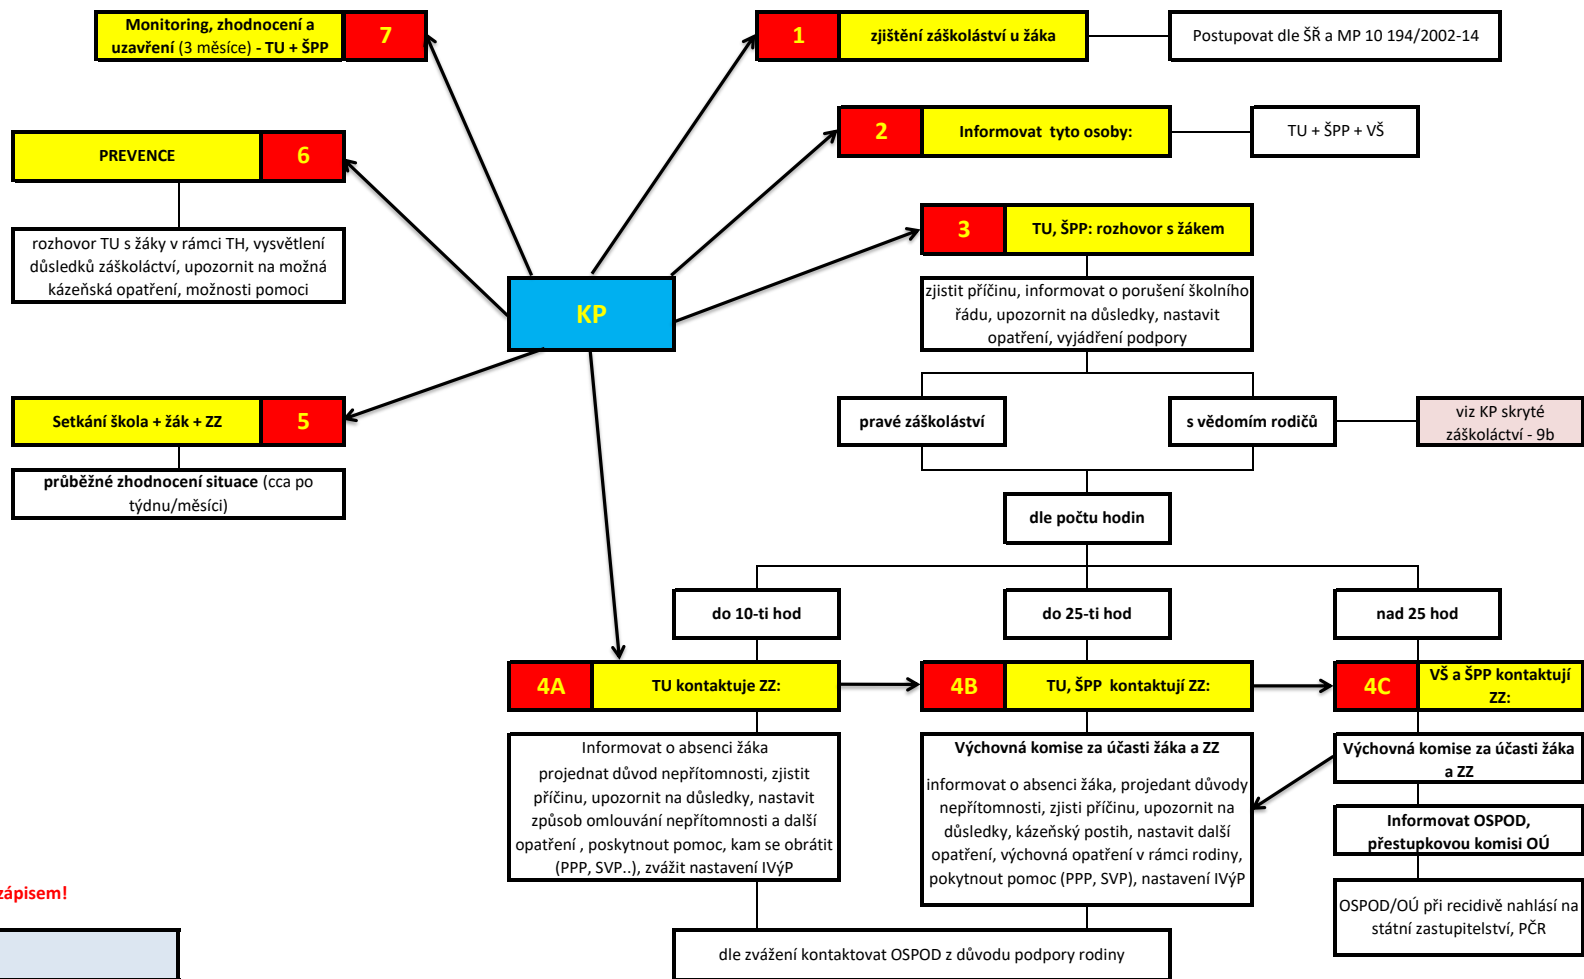 Monitoring, zhodnocení a
uzavření (3 měsíce) - TU + ŠPP
7
1
zjištění záškoláství u žáka
Postupovat dle ŠŘ a MP 10 194/2002-14
2
Informovat  tyto osoby:
TU + ŠPP + VŠ
PREVENCE
6
rozhovor TU s žáky v rámci TH, vysvětlení
důsledků záškoláctví, upozornit na možná
kázeňská opatření, možnosti pomoci
3
TU, ŠPP: rozhovor s žákem
zjistit příčinu, informovat o porušení školního
řádu, upozornit na důsledky, nastavit
opatření, vyjádření podpory
KP
Setkání škola + žák + ZZ
5
průběžné zhodnocení situace (cca po
týdnu/měsíci)
pravé záškoláství
s vědomím rodičů
viz KP skryté
záškoláctví - 9b
dle počtu hodin
do 10-ti hod
do 25-ti hod
nad 25 hod
4A
TU kontaktuje ZZ:
4B
TU, ŠPP  kontaktují ZZ:
4C
VŠ a ŠPP kontaktují
ZZ:
Informovat o absenci žáka
projednat důvod nepřítomnosti, zjistit
příčinu, upozornit na důsledky, nastavit
způsob omlouvání nepřítomnosti a další
opatření , poskytnout pomoc, kam se obrátit
(PPP, SVP..), zvážit nastavení IVýP
Výchovná komise za účasti žáka a ZZ
informovat o absenci žáka, projedant důvody
nepřítomnosti, zjisti příčinu, upozornit na
důsledky, kázeňský postih, nastavit další
opatření, výchovná opatření v rámci rodiny,
pokytnout pomoc (PPP, SVP), nastavení IVýP
Výchovná komise za účasti žáka
a ZZ
Informovat OSPOD,
přestupkovou komisi OÚ
OSPOD/OÚ při recidivě nahlásí na
státní zastupitelství, PČR
dle zvážení kontaktovat OSPOD z důvodu podpory rodiny
zápisem!